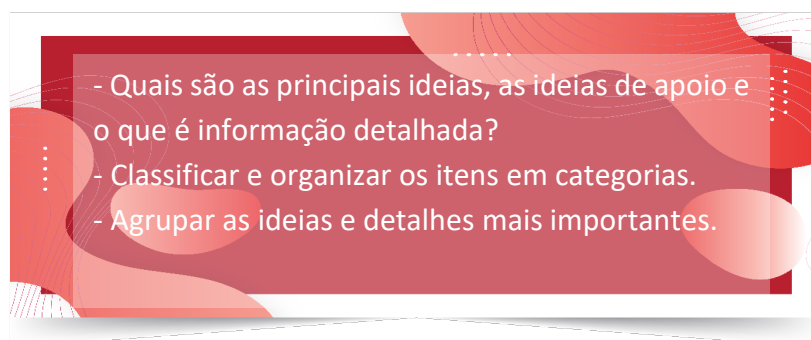 - Quais são as principais ideias, as ideias de apoio e
o que é informação detalhada?
- Classificar e organizar os itens em categorias.
- Agrupar as ideias e detalhes mais importantes.